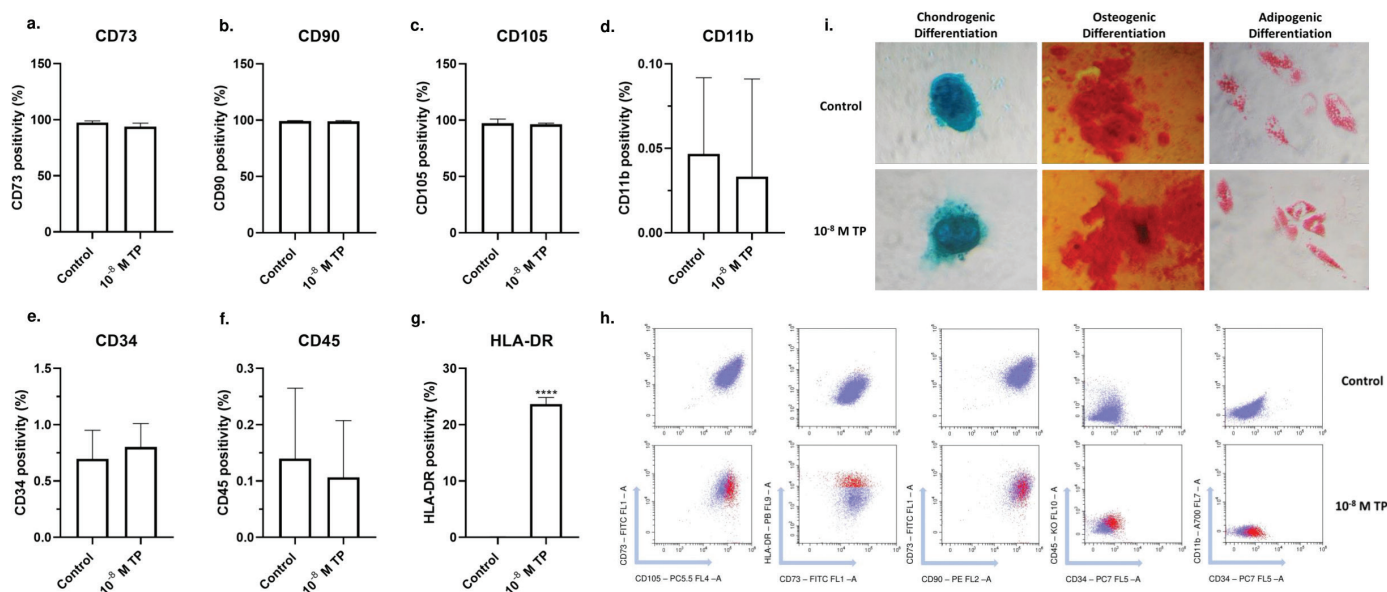 a.
CD73
CD73 positivity (%)
150
100
50
0
Control
10⁻⁸ M TP
b.
CD90
CD90 positivity (%)
150
100
50
0
Control
10⁻⁸ M TP
c.
CD105
CD105 positivity (%)
150
100
50
0
Control
10⁻⁸ M TP
d.
CD11b
CD11b positivity (%)
0.10
0.05
0.00
Control
10⁻⁸ M TP
i.
Chondrogenic
Differentiation
Osteogenic
Differentiation
Adipogenic
Differentiation
Control
10⁻⁸ M TP
e.
CD34
CD34 positivity (%)
1.5
1.0
0.5
0.0
Control
10⁻⁸ M TP
f.
CD45
CD45 positivity (%)
0.3
0.2
0.1
0.0
Control
10⁻⁸ M TP
g.
HLA-DR
HLA-DR positivity (%)
30
20
10
0
****
Control
10⁻⁸ M TP
h.
Control
10⁻⁸ M TP
CD73 – FITC FL1 – A
CD105 – PC5.5 FL4 –A
HLA-DR – PB FL9 – A
CD73 – FITC FL1 –A
CD73 – FITC FL1 – A
CD90 – PE FL2 –A
CD45 – KO FL10 – A
CD34 – PC7 FL5 –A
CD11b – A700 FL7 – A
CD34 – PC7 FL5 –A